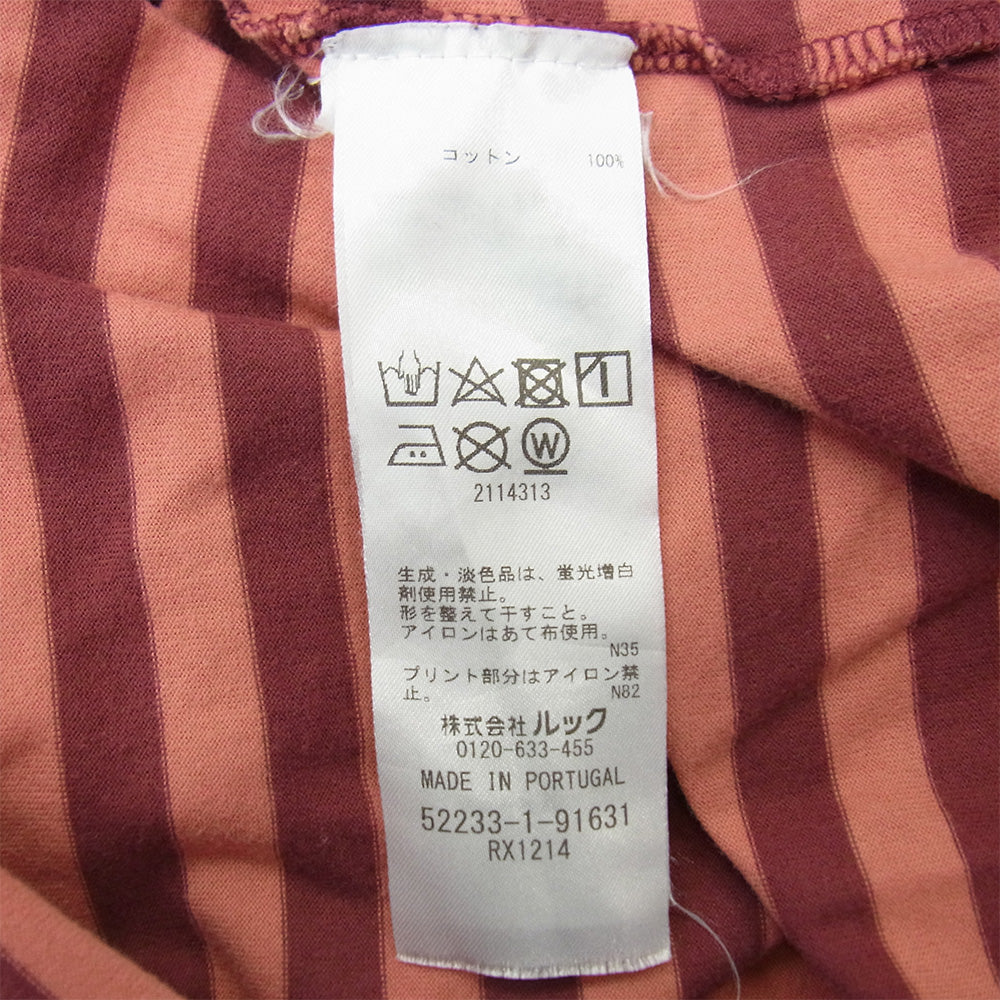 コットン 100%
W
2114313
生成・淡色品は、蛍光増白
剤使用禁止。
形を整えて干すこと。
アイロンはあて布使用。
N35
プリント部分はアイロン禁
止。 N82
株式会社 ルック
0120-633-455
MADE IN PORTUGAL
52233-1-91631
RX1214